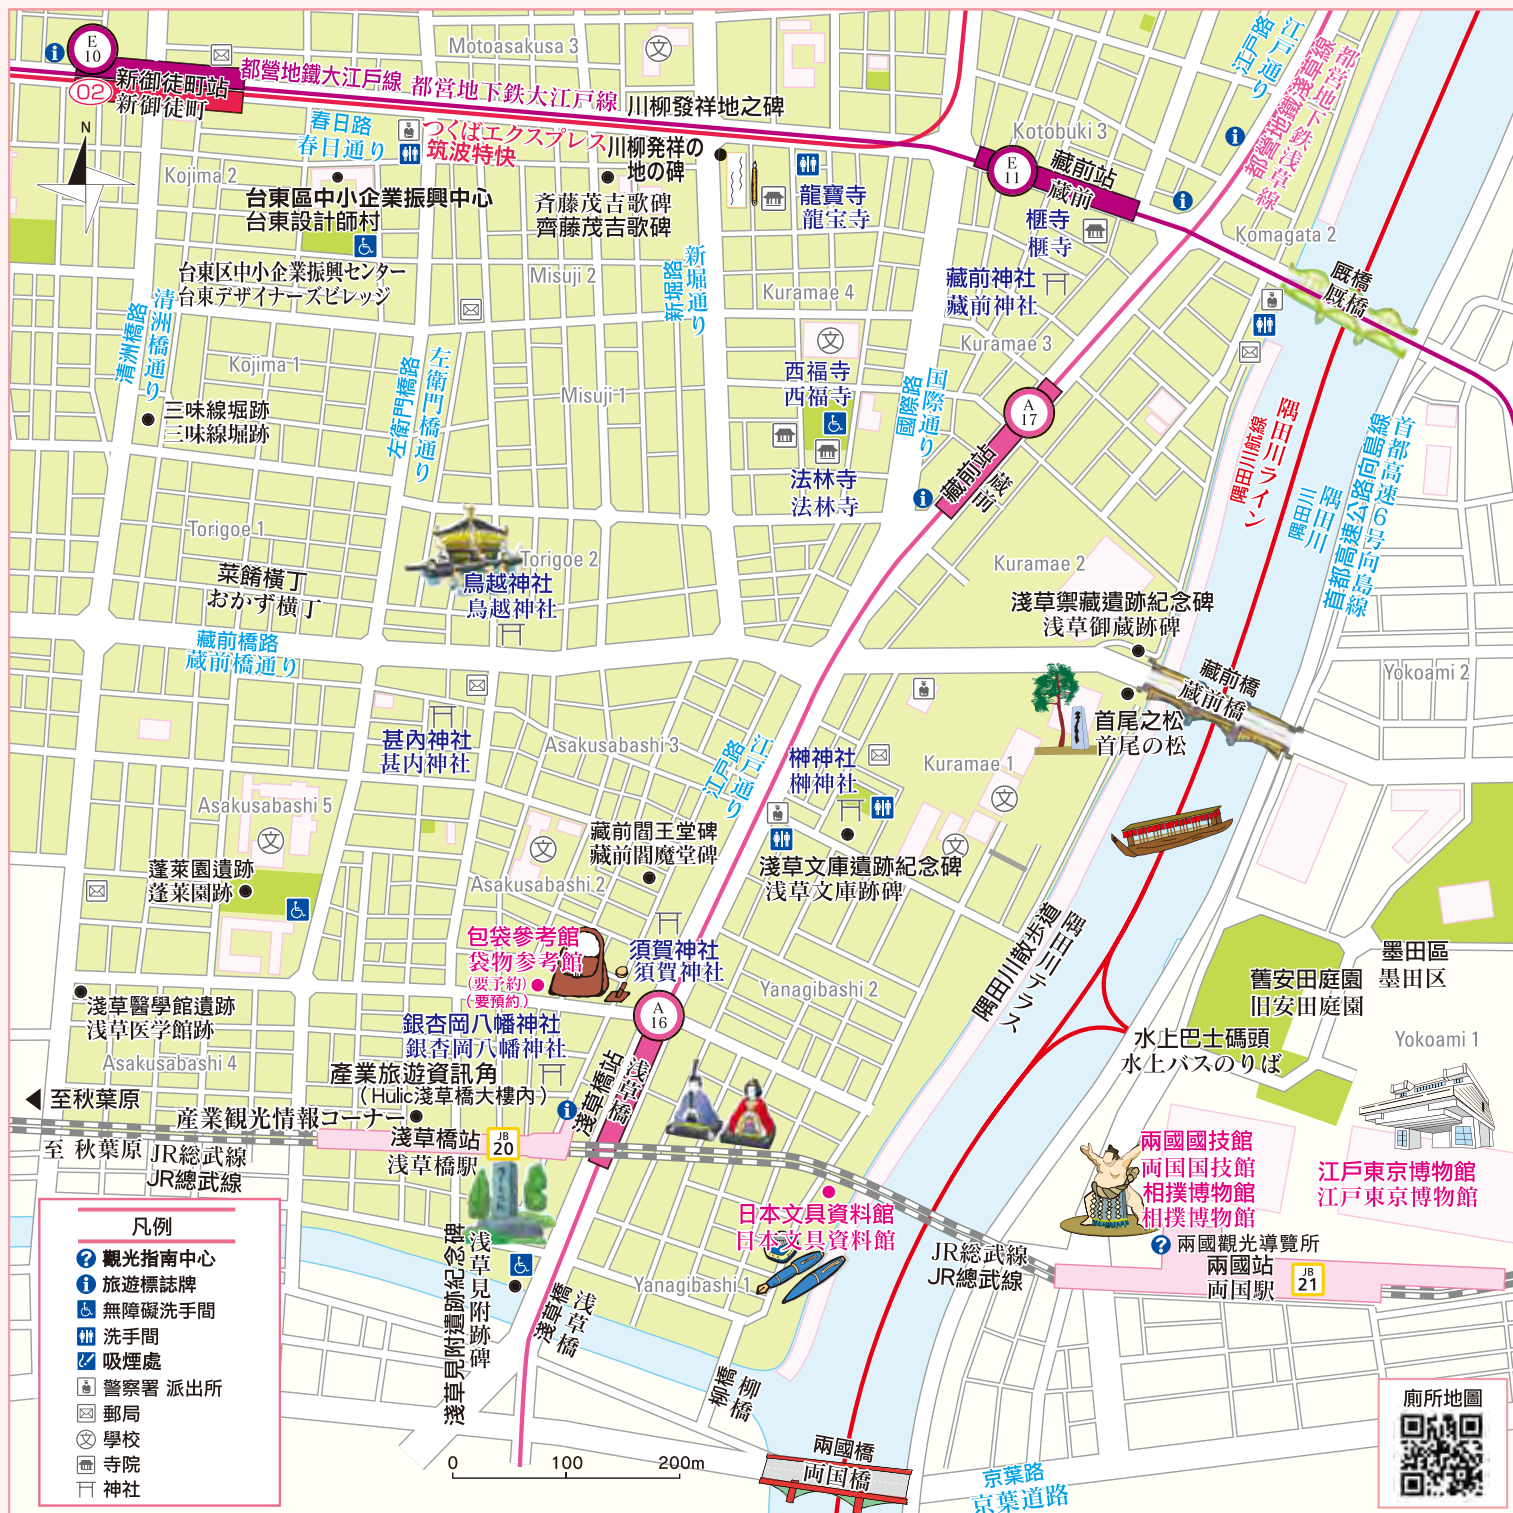 E
10
02
新御徒町站
新御徒町
都營地鐵大江戶線 都営地下鉄大江戸線
Motoasakusa 3
文
川柳發祥地之碑
川柳発祥の
地の碑
つくばエクスプレス
筑波特快
春日路
春日通り
N
Kojima 2
台東區中小企業振興中心
台東設計師村
台東区中小企業振興センター
台東デザイナーズビレッジ
斉藤茂吉歌碑
齊藤茂吉歌碑
龍寶寺
龍宝寺
Kotobuki 3
E
11
藏前站
蔵前
榧寺
榧寺
江戶路
江戸通り
都營地鐵淺草線
都営地下鉄浅草線
Komagata 2
厩橋
厩橋
藏前神社
蔵前神社
Misuji 2
新堀路
新堀通り
Kuramae 4
Kuramae 3
清洲橋路
清洲橋通り
Kojima 1
左衛門橋路
左衛門橋通り
Misuji 1
文
西福寺
西福寺
國際路
国際通り
A
17
藏前站
蔵前
三味線堀跡
三味線堀跡
法林寺
法林寺
隅田川航線
隅田川ライン
隅田川
隅田川
首都高速公路向島線
首都高速6号向島線
Torigoe 1
Torigoe 2
鳥越神社
鳥越神社
菜餚橫丁
おかず横丁
Kuramae 2
淺草禦藏遺跡紀念碑
浅草御蔵跡碑
藏前橋路
蔵前橋通り
藏前橋
蔵前橋
Yokoami 2
首尾之松
首尾の松
甚內神社
甚内神社
Asakusabashi 3
江戶路
江戸通り
榊神社
榊神社
Kuramae 1
文
文
Asakusabashi 5
文
文
藏前閻王堂碑
蔵前閻魔堂碑
淺草文庫遺跡紀念碑
浅草文庫跡碑
Asakusabashi 2
蓬萊園遺跡
蓬莱園跡
包袋參考館
袋物参考館
(要予約)
(要預約)
須賀神社
須賀神社
隅田川散步道
隅田川テラス
墨田區
墨田区
舊安田庭園
旧安田庭園
Yanagibashi 2
A
16
淺草醫學館遺跡
浅草医学館跡
銀杏岡八幡神社
銀杏岡八幡神社
水上巴士碼頭
水上バスのりば
Yokoami 1
Asakusabashi 4
產業旅遊資訊角
(Hulic淺草橋大樓內)
産業観光情報コーナー
淺草橋站
浅草橋
至秋葉原
至 秋葉原
JR総武線
JR總武線
淺草橋站
浅草橋駅
JB
20
兩國國技館
両国国技館
相撲博物館
相撲博物館
江戶東京博物館
江戸東京博物館
日本文具資料館
日本文具資料館
兩國觀光導覽所
兩國站
両国駅
JB
21
JR総武線
JR總武線
淺草見附遺跡紀念碑
浅草見附跡碑
淺草橋
浅草橋
Yanagibashi 1
柳橋
柳橋
兩國橋
両国橋
京葉路
京葉道路
凡例
觀光指南中心
旅遊標誌牌
無障礙洗手間
洗手間
吸煙處
警察署 派出所
郵局
文 學校
寺院
神社
0 100 200m
廁所地圖